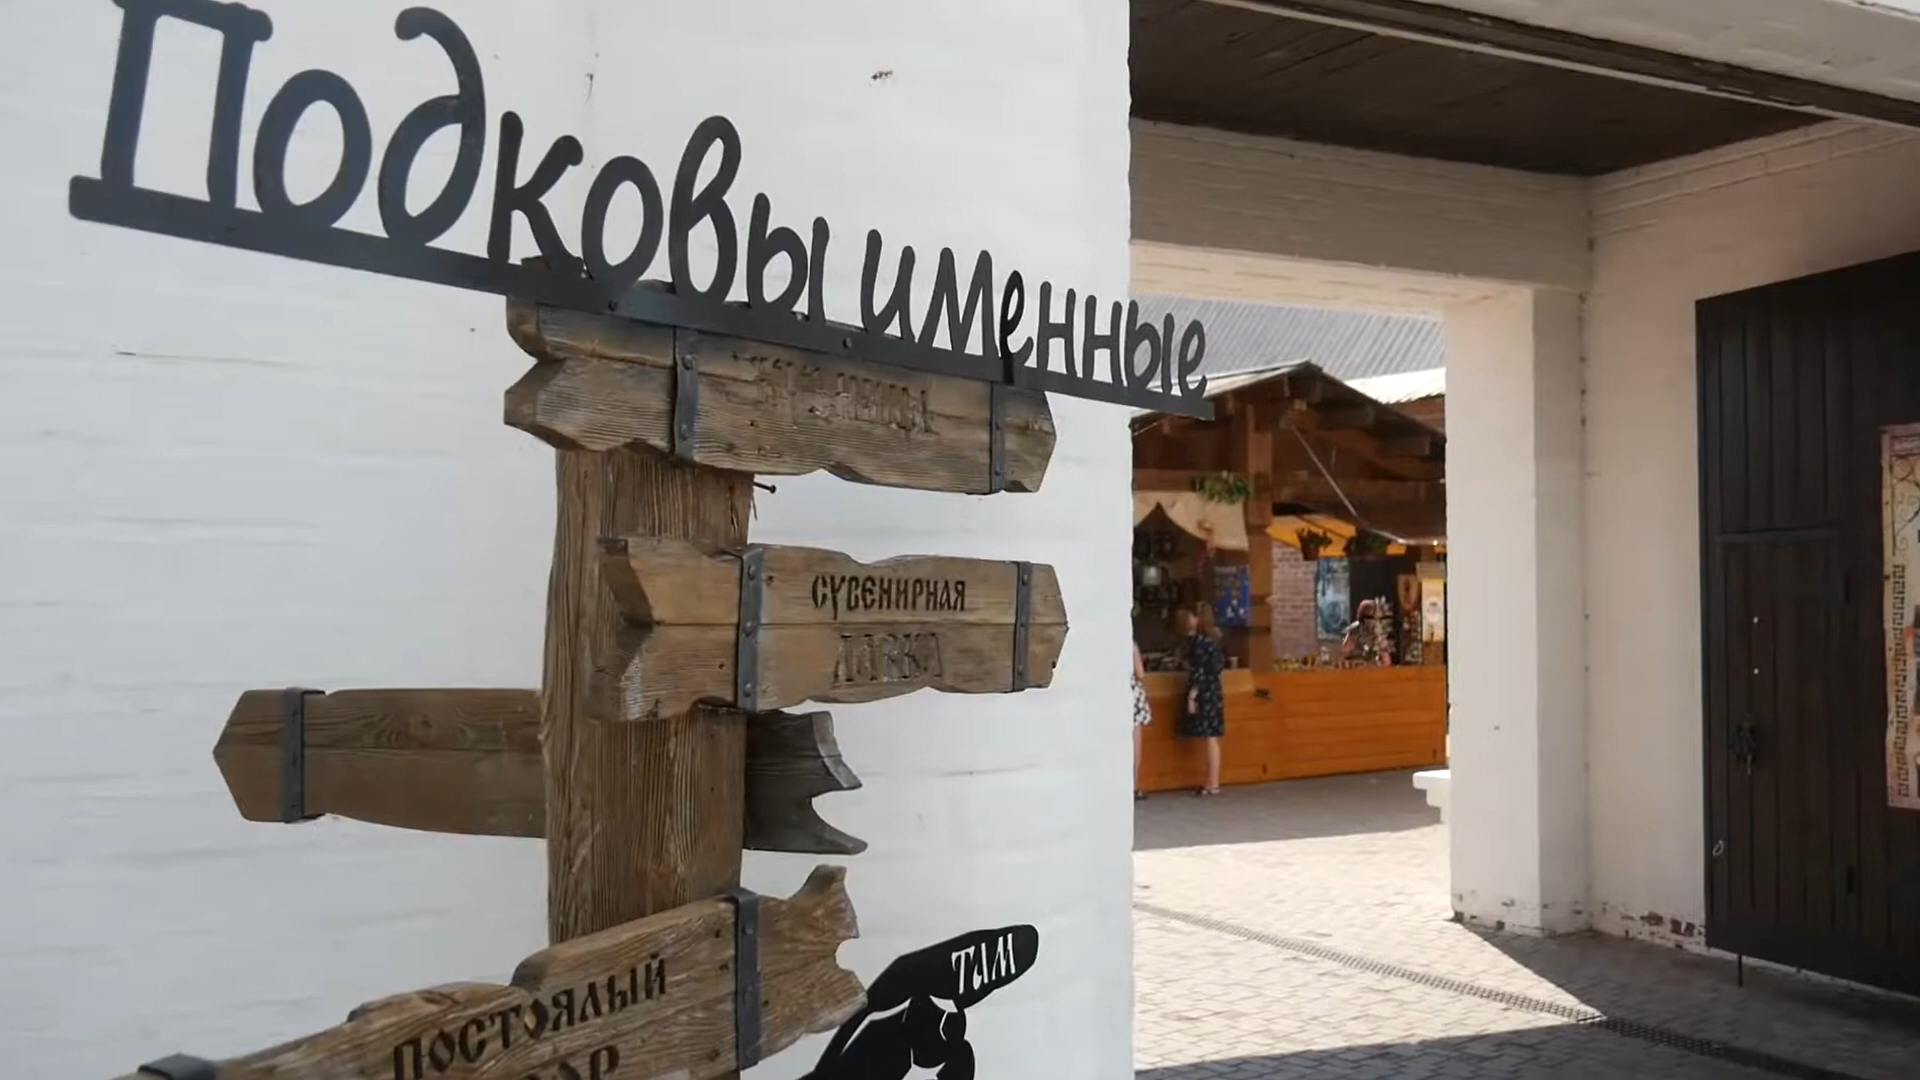 Подковы именные
СУВЕНИРНАЯ
ЛАВКА
ПОСТОЯЛЫЙ
ТАМ